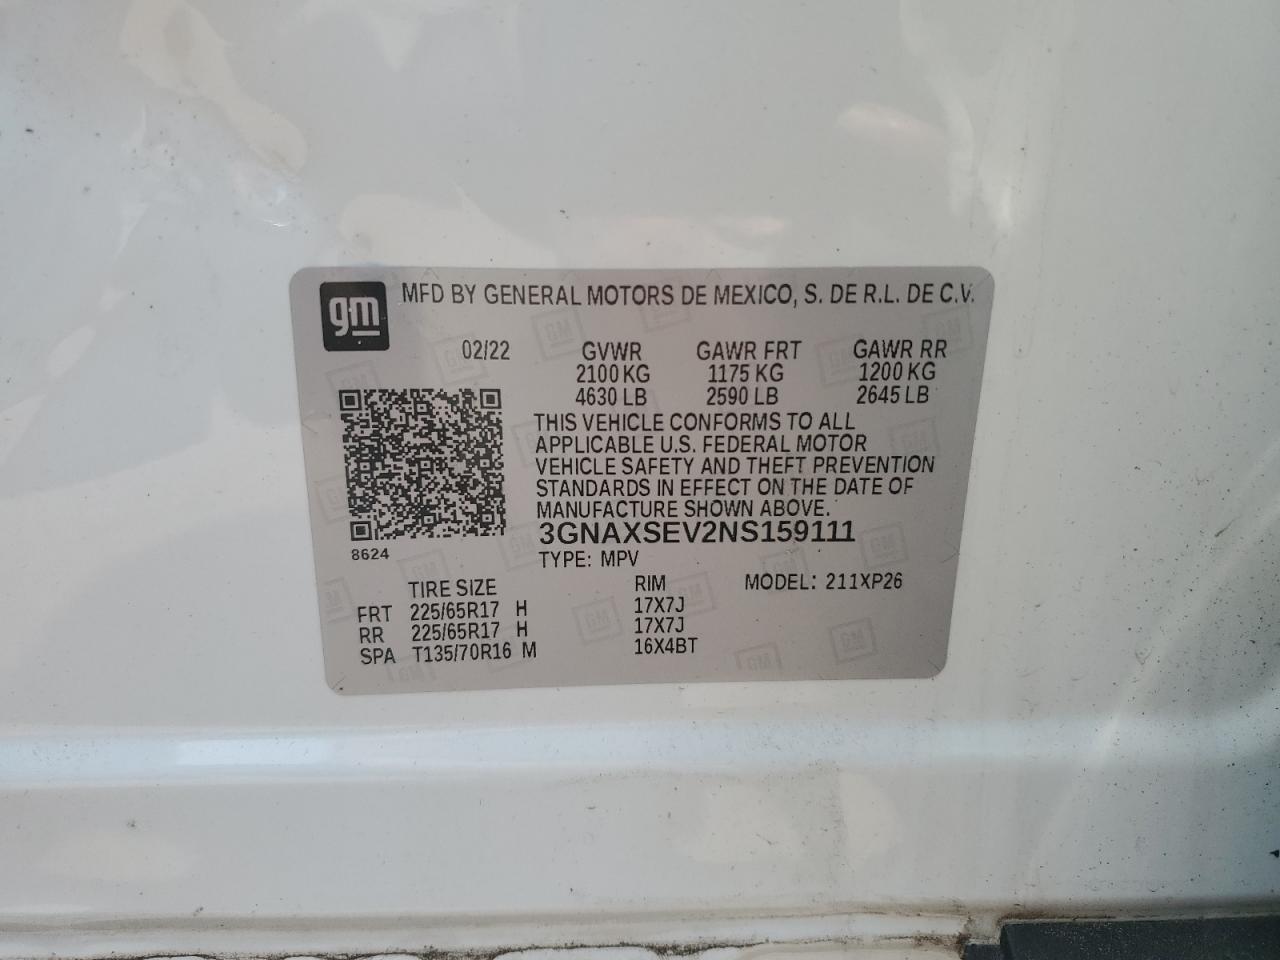 gm MFD BY GENERAL MOTORS DE MEXICO, S. DE R.L. DE C.V.
02/22 GVWR GAWR FRT GAWR RR
2100 KG 1175 KG 1200 KG
4630 LB 2590 LB 2645 LB
THIS VEHICLE CONFORMS TO ALL
APPLICABLE U.S. FEDERAL MOTOR
VEHICLE SAFETY AND THEFT PREVENTION
STANDARDS IN EFFECT ON THE DATE OF
MANUFACTURE SHOWN ABOVE.
3GNAXSEV2NS159111
8624 TYPE: MPV
TIRE SIZE RIM MODEL: 211XP26
FRT 225/65R17 H 17X7J
RR 225/65R17 H 17X7J
SPA T135/70R16 M 16X4BT